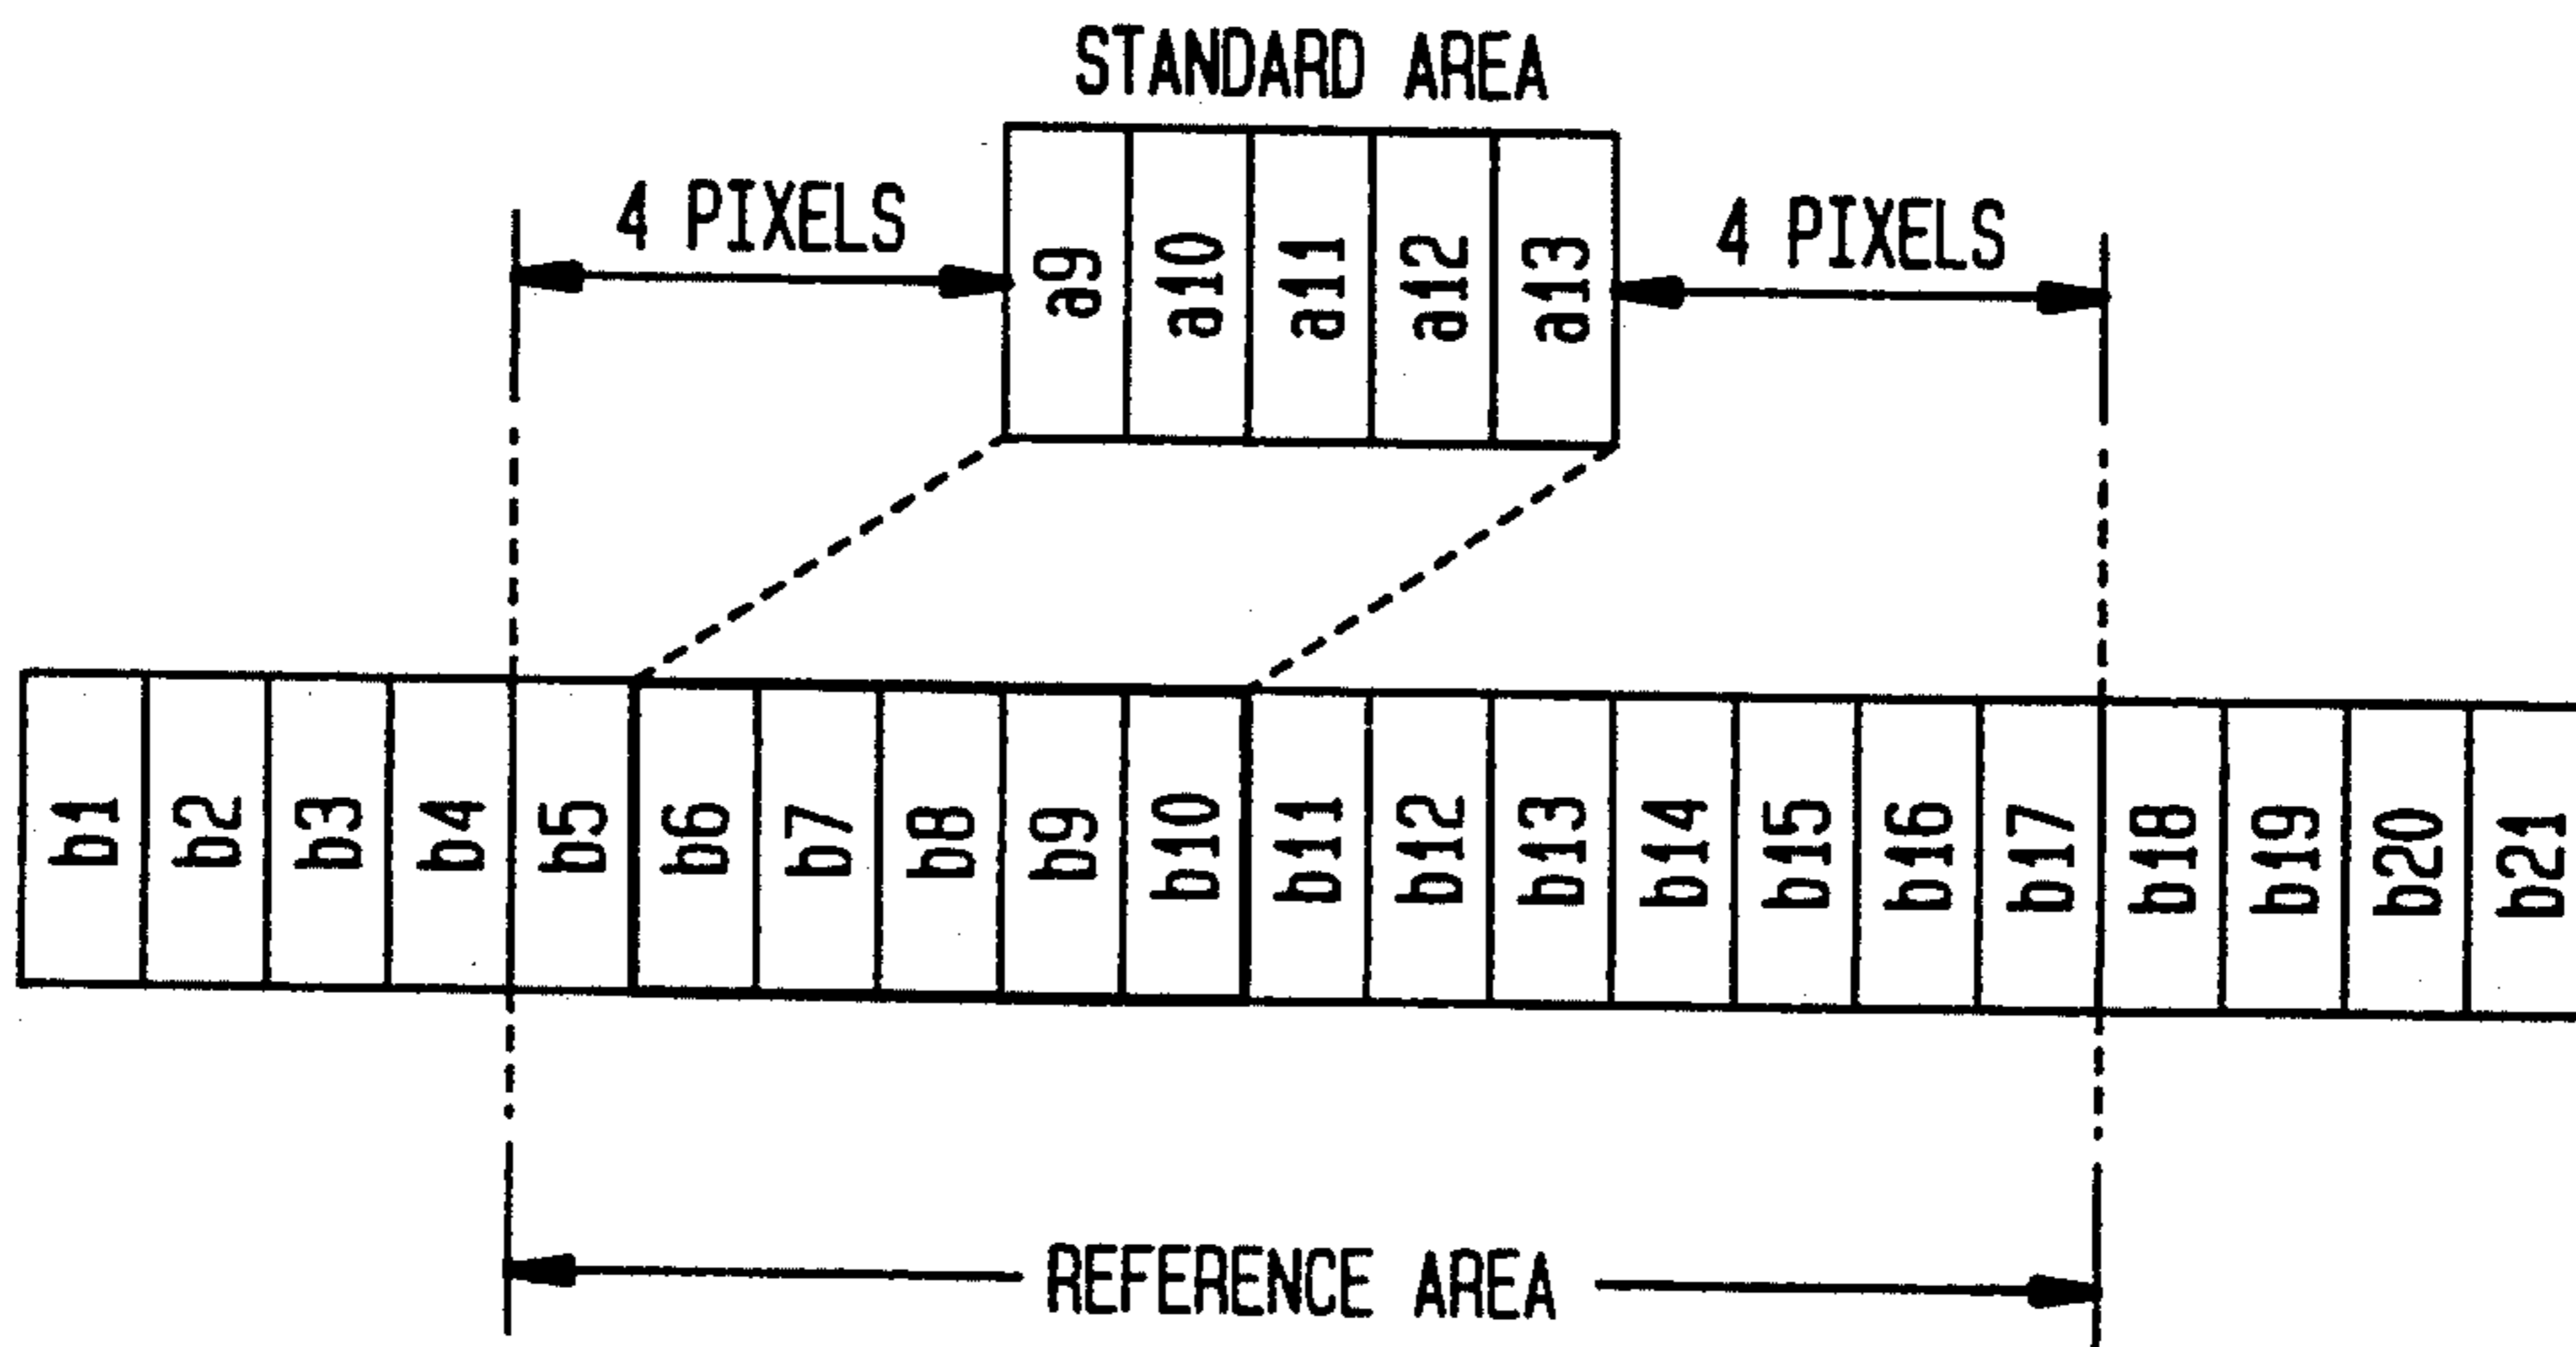 STANDARD AREA
4 PIXELS
4 PIXELS
a9 a10 a11 a12 a13
b1 b2 b3 b4 b5 b6 b7 b8 b9 b10 b11 b12 b13 b14 b15 b16 b17 b18 b19 b20 b21
REFERENCE AREA